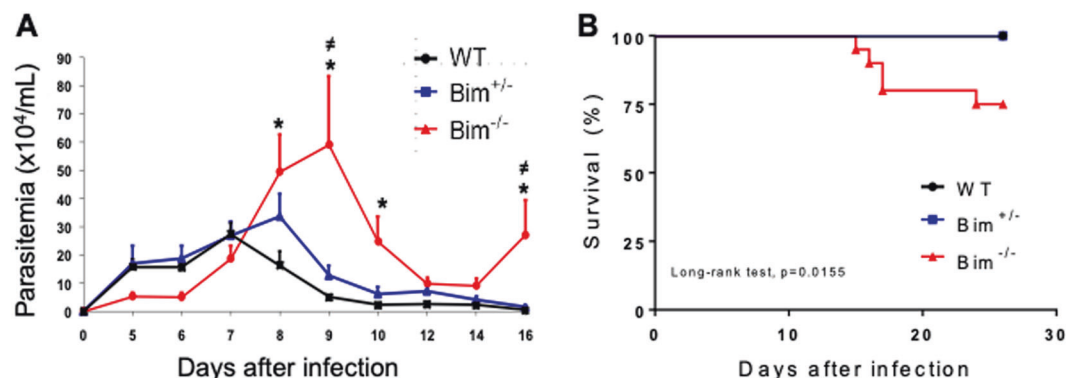 A
Parasitemia (x10⁴/mL)
90
80
70
60
50
40
30
20
10
0
0 5 6 7 8 9 10 12 14 16
Days after infection
WT
Bim+/-
Bim-/-
*
≠
*
*
≠
*
B
Survival (%)
100
75
50
25
0
0 10 20 30
Days after infection
WT
Bim+/-
Bim-/-
Long-rank test, p=0.0155